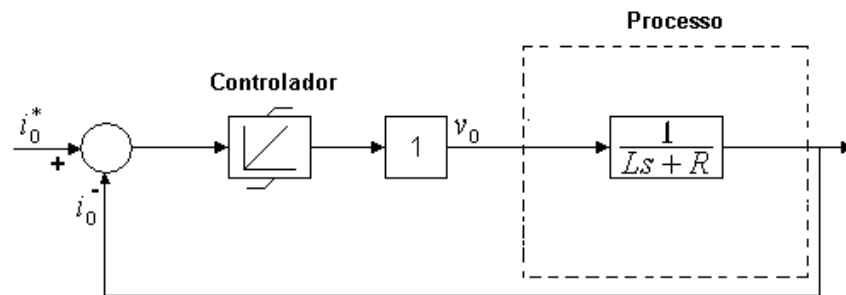 Processo
Controlador
i₀*
+
1
v₀
1
Ls + R
i₀
-